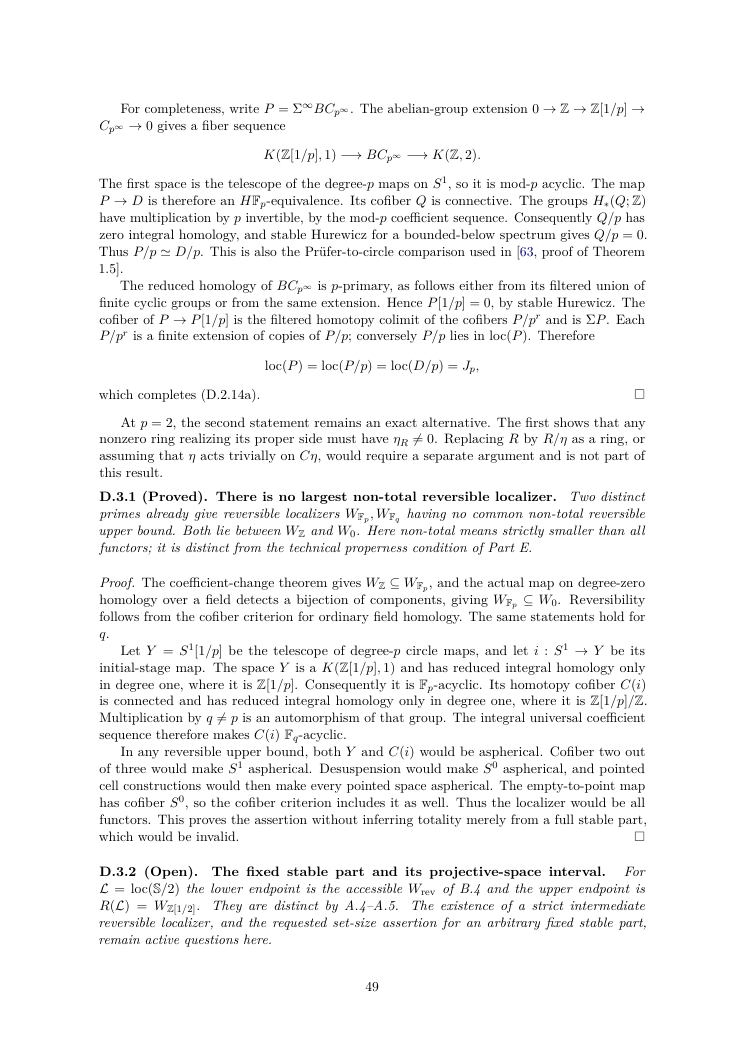 For completeness, write P = Σ^∞BC_{p^∞}. The abelian-group extension 0 → ℤ → ℤ[1/p] →
C_{p^∞} → 0 gives a fiber sequence
K(ℤ[1/p], 1) ⟶ BC_{p^∞} ⟶ K(ℤ, 2).
The first space is the telescope of the degree-p maps on S^1, so it is mod-p acyclic. The map
P → D is therefore an H𝔽_p-equivalence. Its cofiber Q is connective. The groups H_*(Q; ℤ)
have multiplication by p invertible, by the mod-p coefficient sequence. Consequently Q/p has
zero integral homology, and stable Hurewicz for a bounded-below spectrum gives Q/p = 0.
Thus P/p ≃ D/p. This is also the Prüfer-to-circle comparison used in [63, proof of Theorem
1.5].
The reduced homology of BC_{p^∞} is p-primary, as follows either from its filtered union of
finite cyclic groups or from the same extension. Hence P[1/p] = 0, by stable Hurewicz. The
cofiber of P → P[1/p] is the filtered homotopy colimit of the cofibers P/p^r and is ΣP. Each
P/p^r is a finite extension of copies of P/p; conversely P/p lies in loc(P). Therefore
loc(P) = loc(P/p) = loc(D/p) = J_p,
which completes (D.2.14a). □
At p = 2, the second statement remains an exact alternative. The first shows that any
nonzero ring realizing its proper side must have η_R ≠ 0. Replacing R by R/η as a ring, or
assuming that η acts trivially on Cη, would require a separate argument and is not part of
this result.
D.3.1 (Proved). There is no largest non-total reversible localizer. Two distinct
primes already give reversible localizers W_{𝔽_p}, W_{𝔽_q} having no common non-total reversible
upper bound. Both lie between W_ℤ and W_0. Here non-total means strictly smaller than all
functors; it is distinct from the technical properness condition of Part E.
Proof. The coefficient-change theorem gives W_ℤ ⊆ W_{𝔽_p}, and the actual map on degree-zero
homology over a field detects a bijection of components, giving W_{𝔽_p} ⊆ W_0. Reversibility
follows from the cofiber criterion for ordinary field homology. The same statements hold for
q.
Let Y = S^1[1/p] be the telescope of degree-p circle maps, and let i : S^1 → Y be its
initial-stage map. The space Y is a K(ℤ[1/p], 1) and has reduced integral homology only
in degree one, where it is ℤ[1/p]. Consequently it is 𝔽_p-acyclic. Its homotopy cofiber C(i)
is connected and has reduced integral homology only in degree one, where it is ℤ[1/p]/ℤ.
Multiplication by q ≠ p is an automorphism of that group. The integral universal coefficient
sequence therefore makes C(i) 𝔽_q-acyclic.
In any reversible upper bound, both Y and C(i) would be aspherical. Cofiber two out
of three would make S^1 aspherical. Desuspension would make S^0 aspherical, and pointed
cell constructions would then make every pointed space aspherical. The empty-to-point map
has cofiber S^0, so the cofiber criterion includes it as well. Thus the localizer would be all
functors. This proves the assertion without inferring totality merely from a full stable part,
which would be invalid. □
D.3.2 (Open). The fixed stable part and its projective-space interval. For
ℒ = loc(𝕊/2) the lower endpoint is the accessible W_rev of B.4 and the upper endpoint is
R(ℒ) = W_{ℤ[1/2]}. They are distinct by A.4–A.5. The existence of a strict intermediate
reversible localizer, and the requested set-size assertion for an arbitrary fixed stable part,
remain active questions here.
49